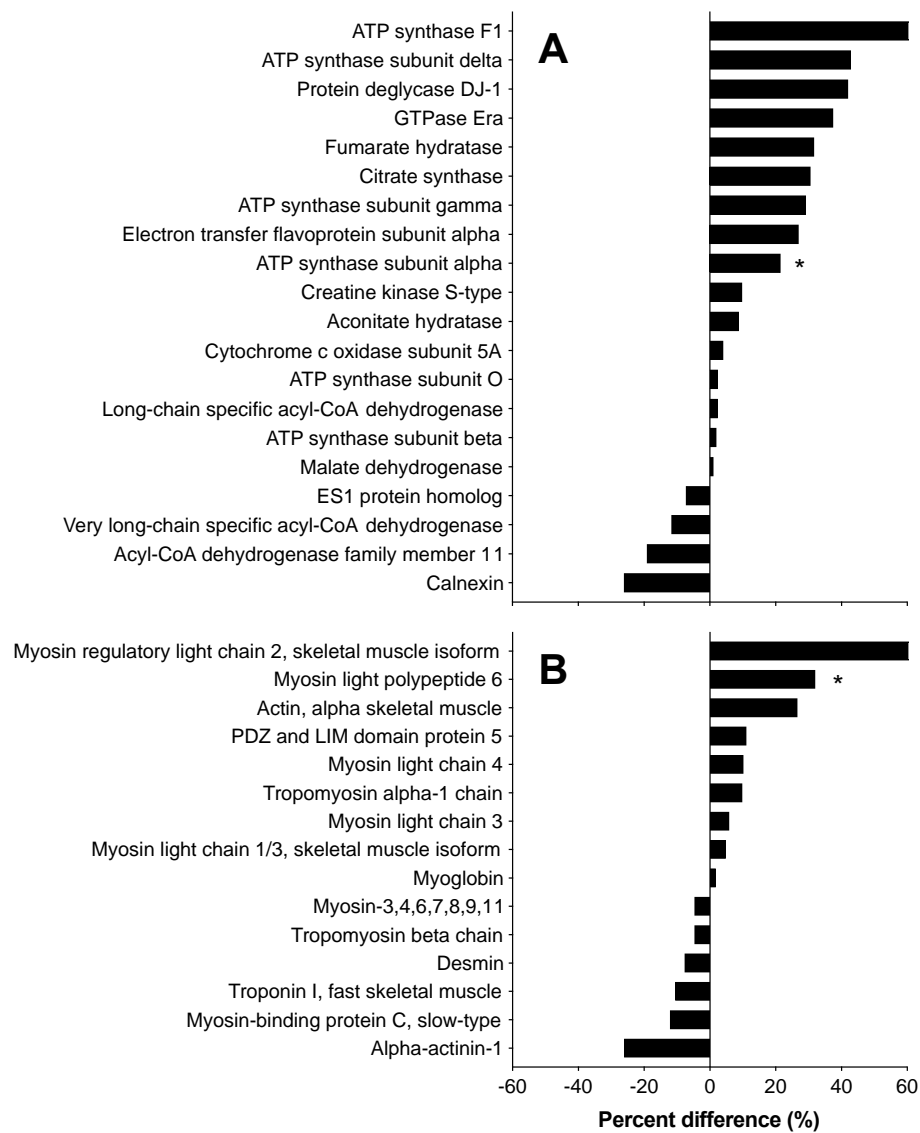 A
ATP synthase F1
ATP synthase subunit delta
Protein deglycase DJ-1
GTPase Era
Fumarate hydratase
Citrate synthase
ATP synthase subunit gamma
Electron transfer flavoprotein subunit alpha
ATP synthase subunit alpha *
Creatine kinase S-type
Aconitate hydratase
Cytochrome c oxidase subunit 5A
ATP synthase subunit O
Long-chain specific acyl-CoA dehydrogenase
ATP synthase subunit beta
Malate dehydrogenase
ES1 protein homolog
Very long-chain specific acyl-CoA dehydrogenase
Acyl-CoA dehydrogenase family member 11
Calnexin
-60 -40 -20 0 20 40 60
B
Myosin regulatory light chain 2, skeletal muscle isoform
Myosin light polypeptide 6 *
Actin, alpha skeletal muscle
PDZ and LIM domain protein 5
Myosin light chain 4
Tropomyosin alpha-1 chain
Myosin light chain 3
Myosin light chain 1/3, skeletal muscle isoform
Myoglobin
Myosin-3,4,6,7,8,9,11
Tropomyosin beta chain
Desmin
Troponin I, fast skeletal muscle
Myosin-binding protein C, slow-type
Alpha-actinin-1
-60 -40 -20 0 20 40 60
Percent difference (%)